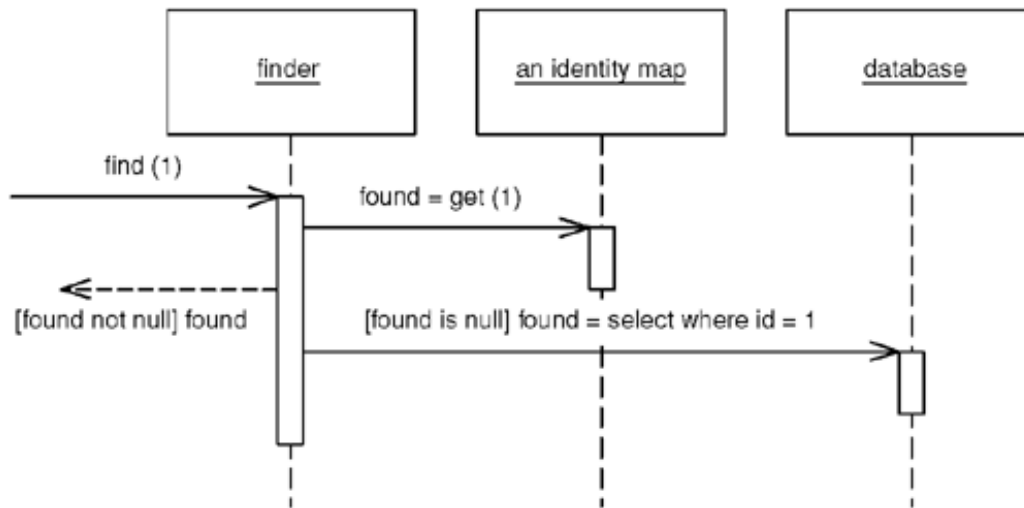 finder
an identity map
database
find (1)
found = get (1)
[found not null] found
[found is null] found = select where id = 1